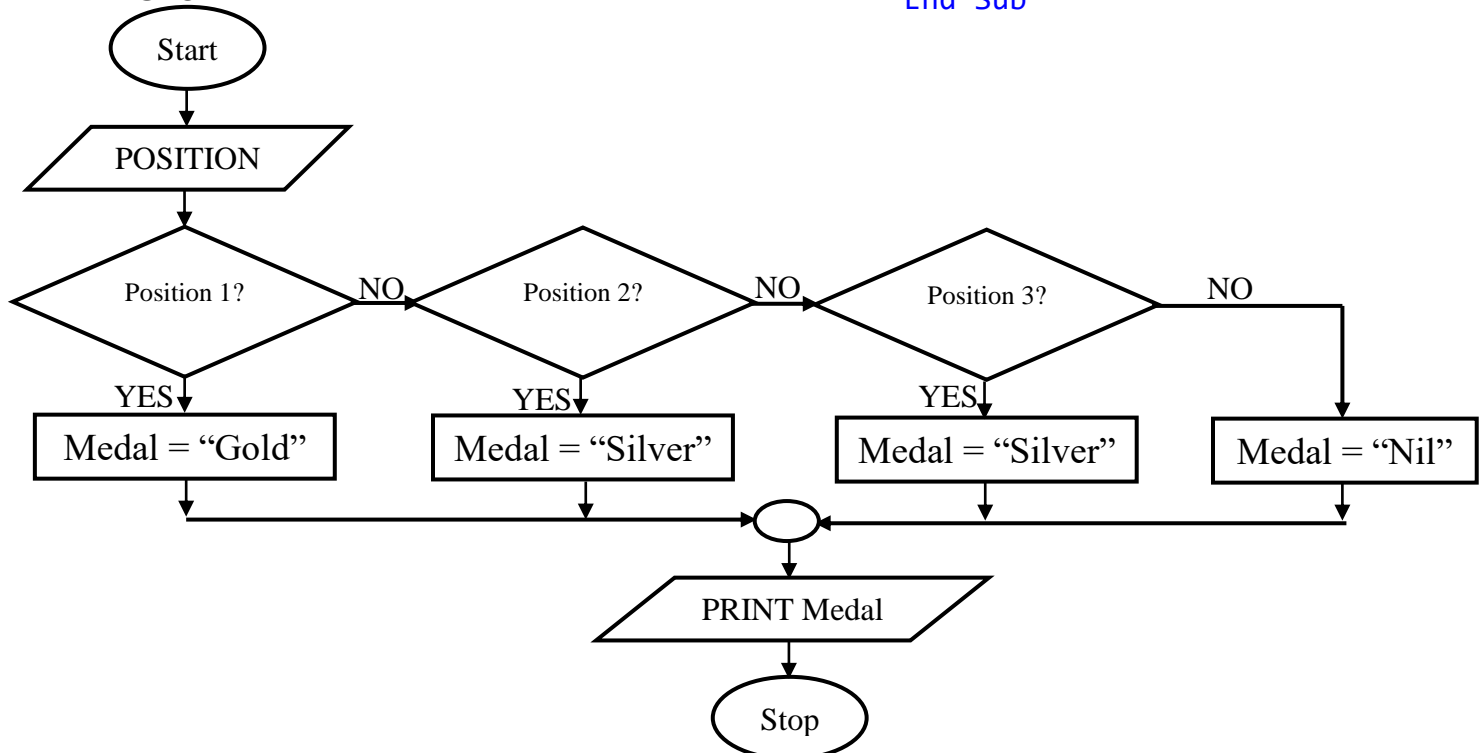 End Sub
Start
POSITION
Position 1?
NO
Position 2?
NO
Position 3?
NO
YES
YES
YES
Medal = “Gold”
Medal = “Silver”
Medal = “Silver”
Medal = “Nil”
PRINT Medal
Stop